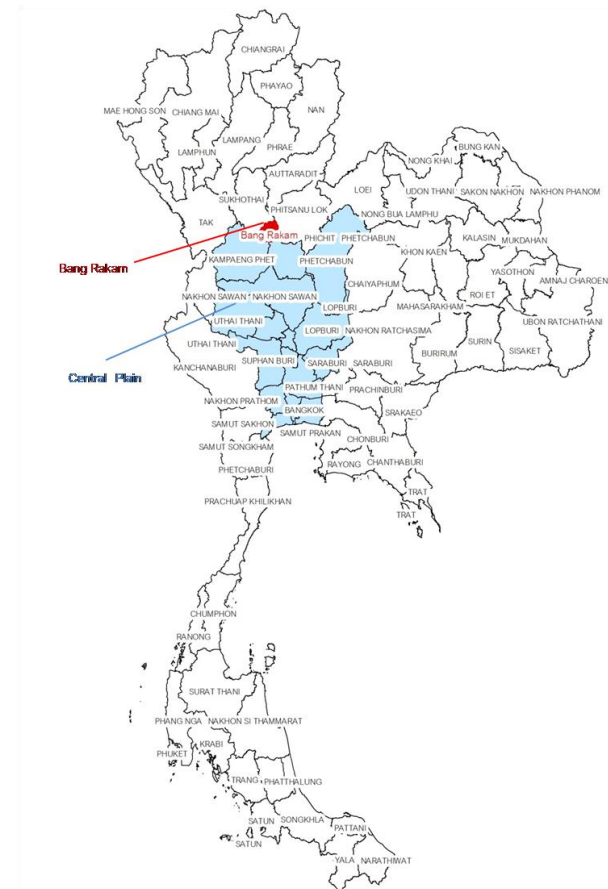 CHIANGRAI
PHAYAO
MAE HONG SON
CHIANG MAI
NAN
LAMPANG
PHRAE
LAMPHUN
BUNG KAN
NONG KHAI
AUTTARADIT
LOEI
UDON THANI
SAKON NAKHON
NAKHON PHANOM
SUKHOTHAI
PHITSANU LOK
NONG BUA LAMPHU
TAK
Bang Rakam
PHICHIT
PHETCHABUN
KALASIN
MUKDAHAN
KHON KAEN
KAMPAENG PHET
PHETCHABUN
Bang Rakam
YASOTHON
AMNAJ CHAROEN
CHAIYAPHUM
NAKHON SAWAN
NAKHON SAWAN
ROI ET
LOPBURI
MAHASARAKHAM
UTHAI THANI
UBON RATCHATHANI
LOPBURI
NAKHON RATCHASIMA
UTHAI THANI
SURIN
BURIRUM
SISAKET
SUPHAN BURI
SARABURI
SARABURI
KANCHANABURI
Central Plain
PATHUM THANI
PRACHINBURI
NAKHON PRATHOM
BANGKOK
SRAKAEO
SAMUT SAKHON
SAMUT PRAKAN
CHONBURI
SAMUT SONGKHAM
RAYONG
CHANTHABURI
PHETCHABURI
TRAT
PRACHUAP KHILIKHAN
TRAT
CHUMPHON
RANONG
SURAT THANI
PHANG NGA
NAKHON SI THAMMARAT
KRABI
PHUKET
TRANG
PHATTHALUNG
SATUN
SONGKHLA
PATTANI
SATUN
YALA
NARATHIWAT